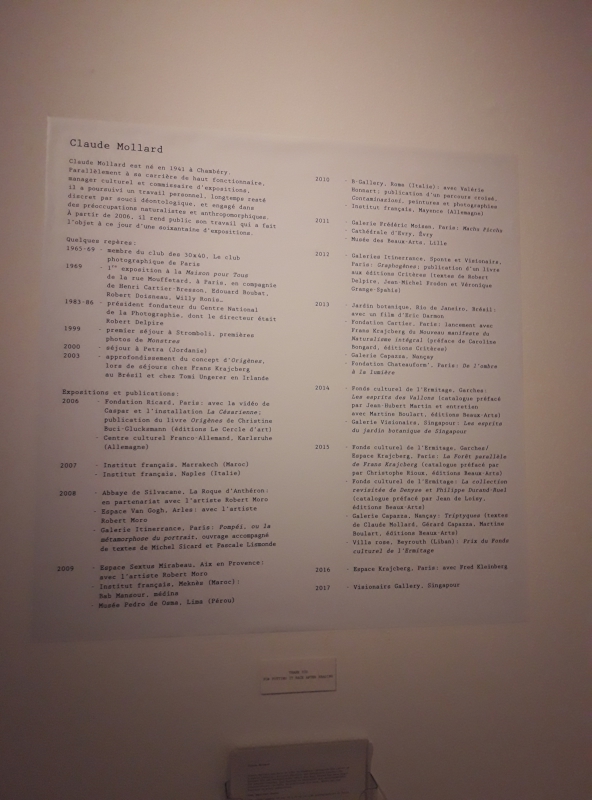 Claude Mollard
Claude Mollard est né en 1941 à Chambéry.
Parallèlement à sa carrière de haut fonctionnaire,
manager culturel et commissaire d'expositions,
il a poursuivi un travail personnel, longtemps resté
discret par souci déontologique, et engagé dans
des préoccupations naturalistes et anthropomorphiques.
À partir de 2006, il rend public son travail qui a fait
l'objet à ce jour d'une soixantaine d'expositions.
Quelques repères:
1965-69 - membre du club des 30x40, Le club
photographique de Paris
1969 - 1re exposition à la Maison pour Tous
de la rue Mouffetard, à Paris, en compagnie
de Henri Cartier-Bresson, Edouard Boubat,
Robert Doisneau, Willy Ronis…
1983-86 - président fondateur du Centre National
de la Photographie, dont le directeur était
Robert Delpire
1999 - premier séjour à Stromboli, premières
photos de Monstres
2000 - séjour à Petra (Jordanie)
2003 - approfondissement du concept d'Origènes,
lors de séjours chez Frans Krajcberg
au Brésil et chez Tomi Ungerer en Irlande
Expositions et publications:
2006 - Fondation Ricard, Paris: avec la vidéo de
Gaspar et l'installation La Césarienne;
publication du livre Origènes de Christine
Buci-Glucksmann (éditions Le Cercle d'art)
- Centre culturel Franco-Allemand, Karlsruhe
(Allemagne)
2007 - Institut français, Marrakech (Maroc)
- Institut français, Naples (Italie)
2008 - Abbaye de Silvacane, La Roque d'Anthéron:
en partenariat avec l'artiste Robert Moro
- Espace Van Gogh, Arles: avec l'artiste
Robert Moro
- Galerie Itinerrance, Paris: Pompéi, ou la
métamorphose du portrait, ouvrage accompagné
de textes de Michel Sicard et Pascale Lismonde
2009 - Espace Sextus Mirabeau, Aix en Provence:
avec l'artiste Robert Moro
- Institut français, Meknès (Maroc):
Bab Mansour, médina
- Musée Pedro de Osma, Lima (Pérou)
2010 - B-Gallery, Rome (Italie): avec Valérie
Honnart: publication d'un parcours croisé,
Contaminazioni, peintures et photographies
- Institut français, Mayence (Allemagne)
2011 - Galerie Frédéric Moisan, Paris: Machu Picchu
- Cathédrale d'Evry, Évry
- Musée des Beaux-Arts, Lille
2012 - Galeries Itinerrance, Sponte et Visionairs,
Paris: Graphogènes; publication d'un livre
aux éditions Critères (textes de Robert
Delpire, Jean-Michel Frodon et Véronique
Grange-Spahis)
2013 - Jardin botanique, Rio de Janeiro, Brésil:
avec un film d'Eric Darmon
- Fondation Cartier, Paris: lancement avec
Frans Krajcberg du Nouveau manifeste du
Naturalisme intégral (préface de Caroline
Bongard, éditions Critères)
- Galerie Capazza, Nançay
- Fondation Chateauform', Paris: De l'ombre
à la lumière
2014 - Fonds culturel de l'Ermitage, Garches:
Les esprits des Vallons (catalogue préfacé
par Jean-Hubert Martin et entretien
avec Martine Boulart, éditions Beaux-Arts)
- Galerie Visionairs, Singapour: Les esprits
du jardin botanique de Singapour
2015 - Fonds culturel de l'Ermitage, Garches/
Espace Krajcberg, Paris: La Forêt parallèle
de Frans Krajcberg (catalogue préfacé par
par Christophe Rioux, éditions Beaux-Arts)
- Fonds culturel de l'Ermitage: La collection
revisitée de Denyse et Philippe Durand-Ruel
(catalogue préfacé par Jean de Loisy,
éditions Beaux-Arts)
- Galerie Capazza, Nançay: Triptyques (textes
de Claude Mollard, Gérard Capazza, Martine
Boulart, éditions Beaux-Arts)
- Villa rose, Beyrouth (Liban): Prix du Fonds
culturel de l'Ermitage
2016 - Espace Krajcberg, Paris: avec Fred Kleinberg
2017 - Visionairs Gallery, Singapour